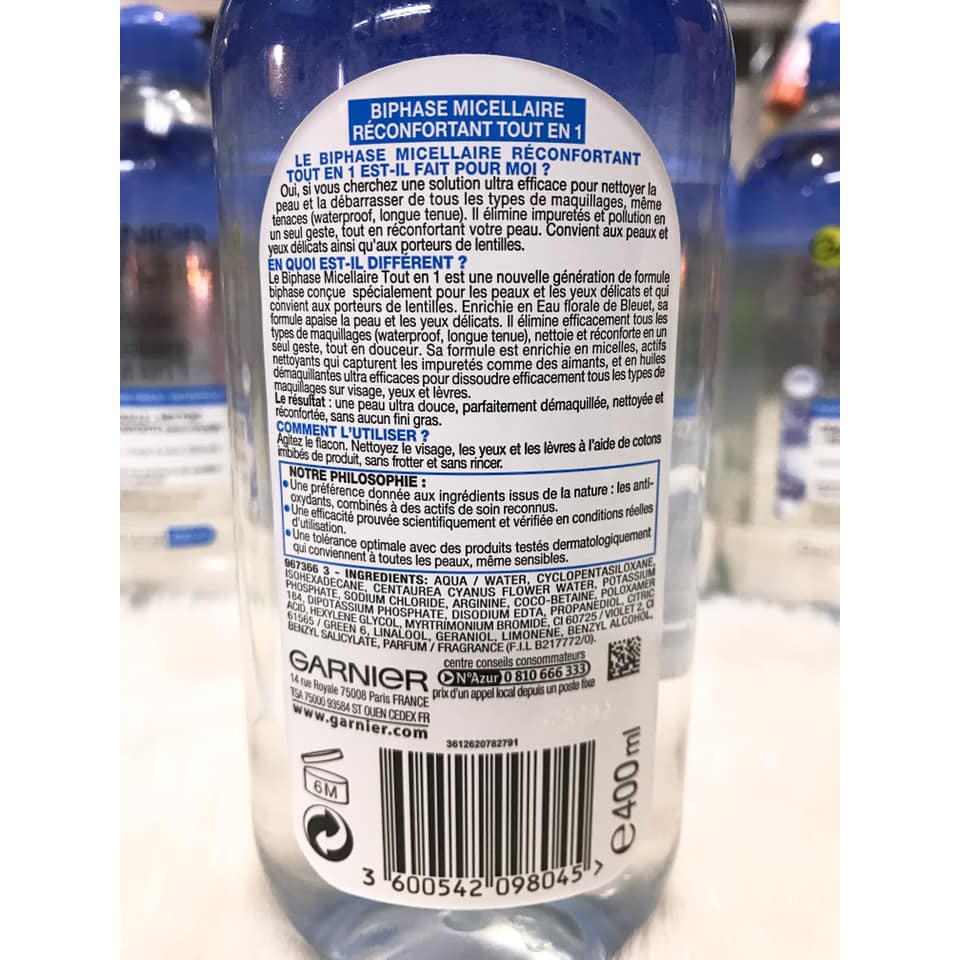 BIPHASE MICELLAIRE
RÉCONFORTANT TOUT EN 1
LE BIPHASE MICELLAIRE RÉCONFORTANT
TOUT EN 1 EST-IL FAIT POUR MOI ?
Oui, si vous cherchez une solution ultra efficace pour nettoyer la
peau et la débarrasser de tous les types de maquillages, même
tenaces (waterproof, longue tenue). Il élimine impuretés et pollution en
un seul geste, tout en réconfortant votre peau. Convient aux peaux et
yeux délicats ainsi qu'aux porteurs de lentilles.
EN QUOI EST-IL DIFFÉRENT ?
Le Biphase Micellaire Tout en 1 est une nouvelle génération de formule
biphase conçue spécialement pour les peaux et les yeux délicats et qui
convient aux porteurs de lentilles. Enrichie en Eau florale de Bleuet, sa
formule apaise la peau et les yeux délicats. Il élimine efficacement tous les
types de maquillages (waterproof, longue tenue), nettoie et réconforte en un
seul geste, tout en douceur. Sa formule est enrichie en micelles, actifs
nettoyants qui capturent les impuretés comme des aimants, et en huiles
démaquillantes ultra efficaces pour dissoudre efficacement tous les types de
maquillages sur visage, yeux et lèvres.
Le résultat : une peau ultra douce, parfaitement démaquillée, nettoyée et
réconfortée, sans aucun fini gras.
COMMENT L'UTILISER ?
Agitez le flacon. Nettoyez le visage, les yeux et les lèvres à l'aide de cotons
imbibés de produit, sans frotter et sans rincer.
NOTRE PHILOSOPHIE :
• Une préférence donnée aux ingrédients issus de la nature : les anti-
oxydants, combinés à des actifs de soin reconnus.
• Une efficacité prouvée scientifiquement et vérifiée en conditions réelles
d'utilisation.
• Une tolérance optimale avec des produits testés dermatologiquement
qui conviennent à toutes les peaux, même sensibles.
967366 3 - INGREDIENTS: AQUA / WATER, CYCLOPENTASILOXANE,
ISOHEXADECANE, CENTAUREA CYANUS FLOWER WATER, POTASSIUM
PHOSPHATE, SODIUM CHLORIDE, ARGININE, COCO-BETAINE, POLOXAMER
184, DIPOTASSIUM PHOSPHATE, DISODIUM EDTA, PROPANEDIOL, CITRIC
ACID, HEXYLENE GLYCOL, MYRTRIMONIUM BROMIDE, CI 60725 / VIOLET 2, CI
61565 / GREEN 6, LINALOOL, GERANIOL, LIMONENE, BENZYL ALCOHOL,
BENZYL SALICYLATE, PARFUM / FRAGRANCE (F.I.L B217772/0).
GARNIER
14 rue Royale 75008 Paris FRANCE
TSA 75000 93584 ST OUEN CEDEX FR
www.garnier.com
centre conseils consommateurs
N°Azur 0 810 666 333
prix d'un appel local depuis un poste fixe
3612620782791
6M
3 600542 098045 >
e 400 ml